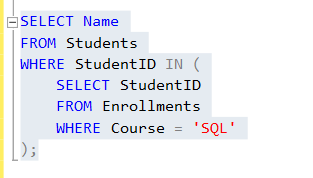 SELECT Name
FROM Students
WHERE StudentID IN (
    SELECT StudentID
    FROM Enrollments
    WHERE Course = 'SQL'
);